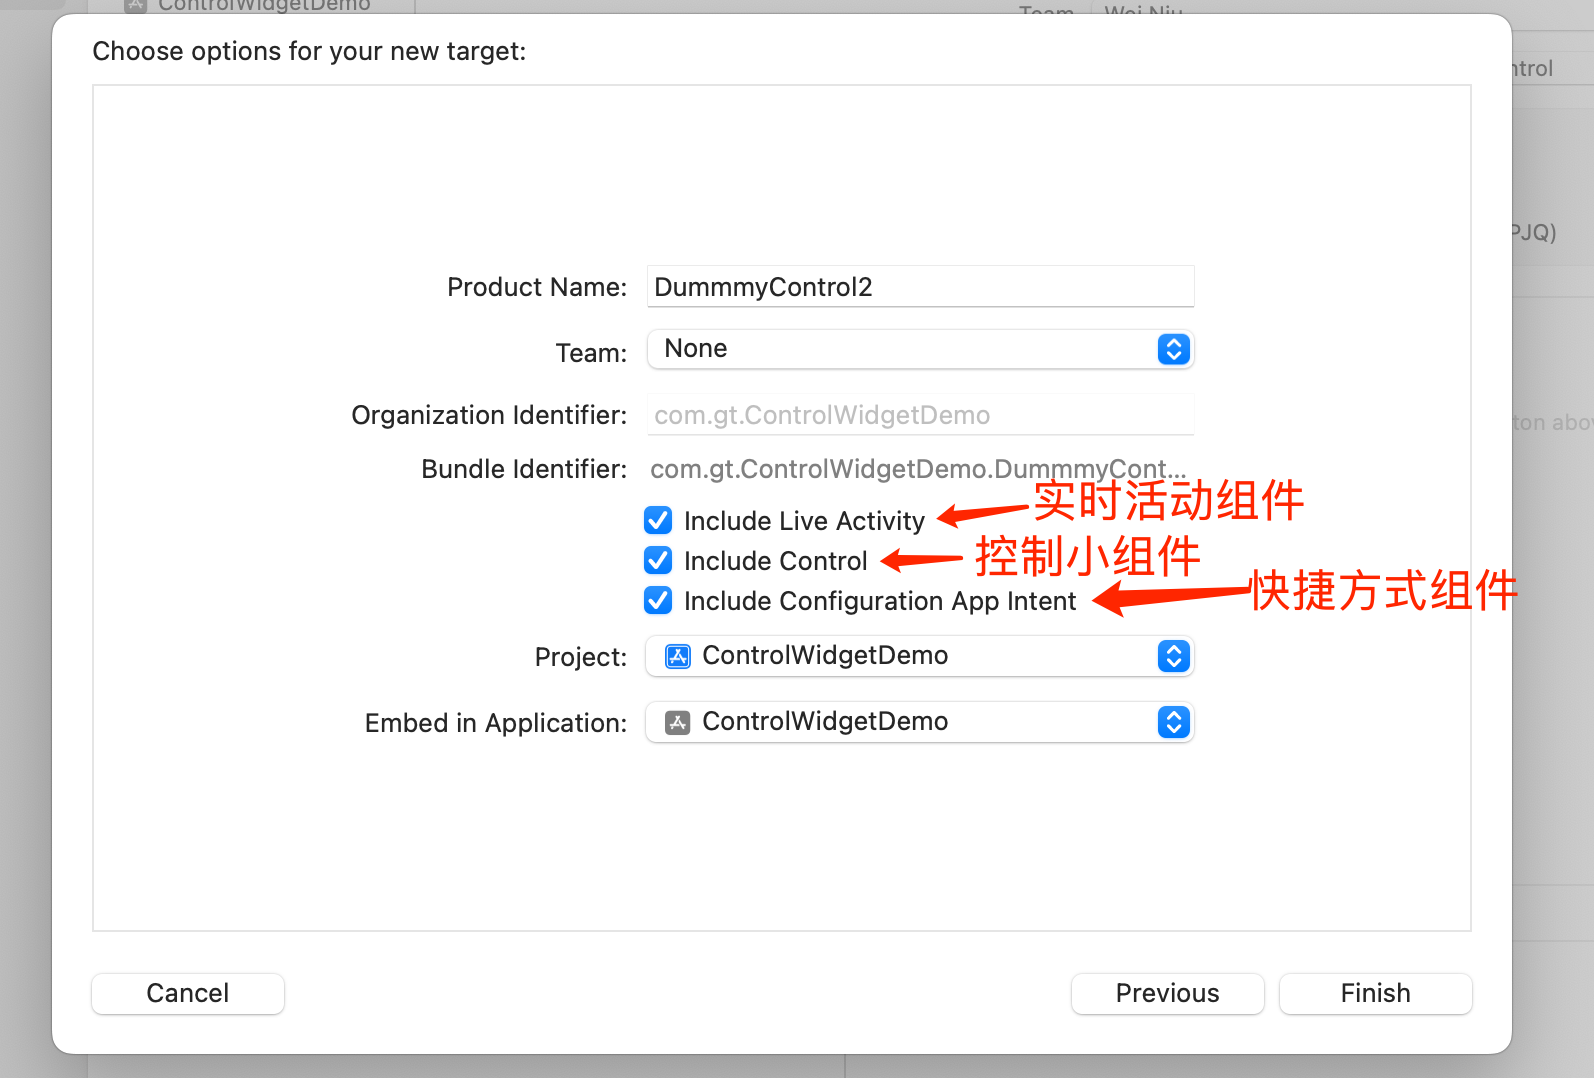 ControlWidgetDemo
Team
Wei Niu
Choose options for your new target:
ntrol
PJQ)
Product Name: DummmyControl2
Team: None
Organization Identifier: com.gt.ControlWidgetDemo
ton abov
Bundle Identifier: com.gt.ControlWidgetDemo.DummmyCont...
Include Live Activity 实时活动组件
Include Control 控制小组件
Include Configuration App Intent 快捷方式组件
Project: ControlWidgetDemo
Embed in Application: ControlWidgetDemo
Cancel Previous Finish